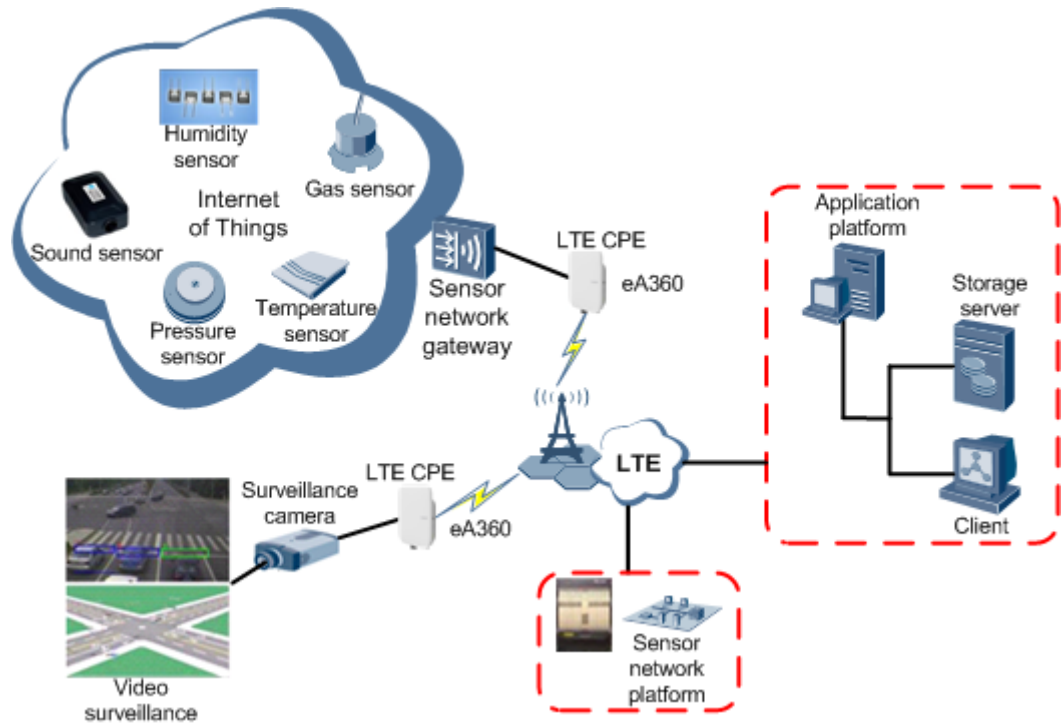 Humidity
sensor
Gas sensor
Internet
of Things
Sound sensor
Temperature
sensor
Pressure
sensor
Sensor
network
gateway
LTE CPE
eA360
Application
platform
Storage
server
Client
LTE
LTE CPE
eA360
Surveillance
camera
Video
surveillance
Sensor
network
platform